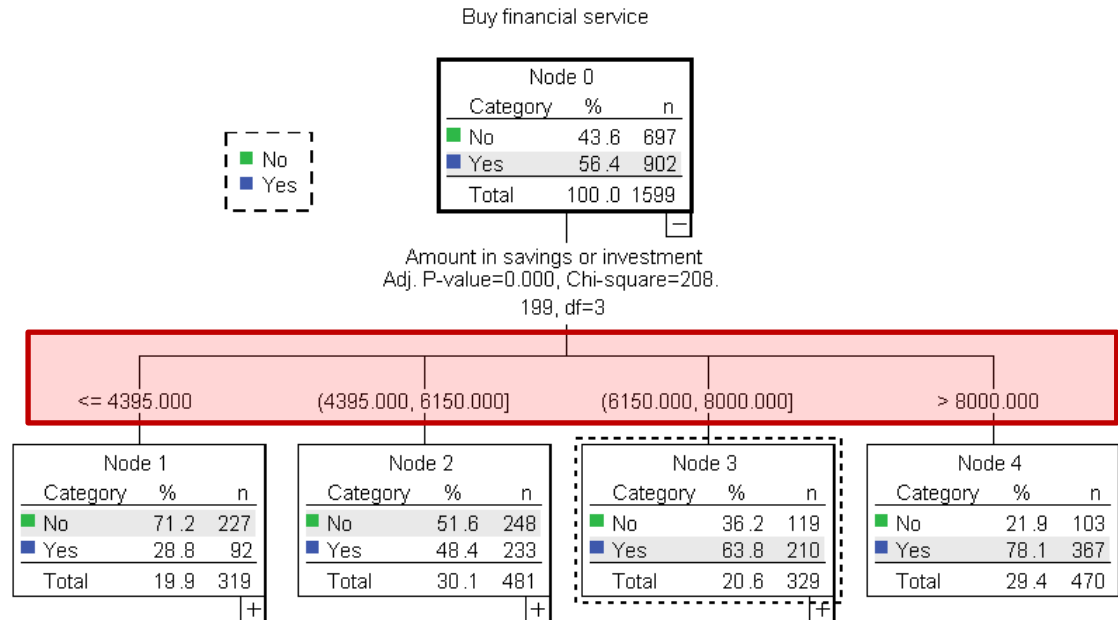 Buy financial service
Node 0
Category % n
No 43.6 697
Yes 56.4 902
Total 100.0 1599
No
Yes
Amount in savings or investment
Adj. P-value=0.000, Chi-square=208.
199, df=3
<= 4395.000 (4395.000, 6150.000] (6150.000, 8000.000] > 8000.000
Node 1
Category % n
No 71.2 227
Yes 28.8 92
Total 19.9 319
Node 2
Category % n
No 51.6 248
Yes 48.4 233
Total 30.1 481
Node 3
Category % n
No 36.2 119
Yes 63.8 210
Total 20.6 329
Node 4
Category % n
No 21.9 103
Yes 78.1 367
Total 29.4 470